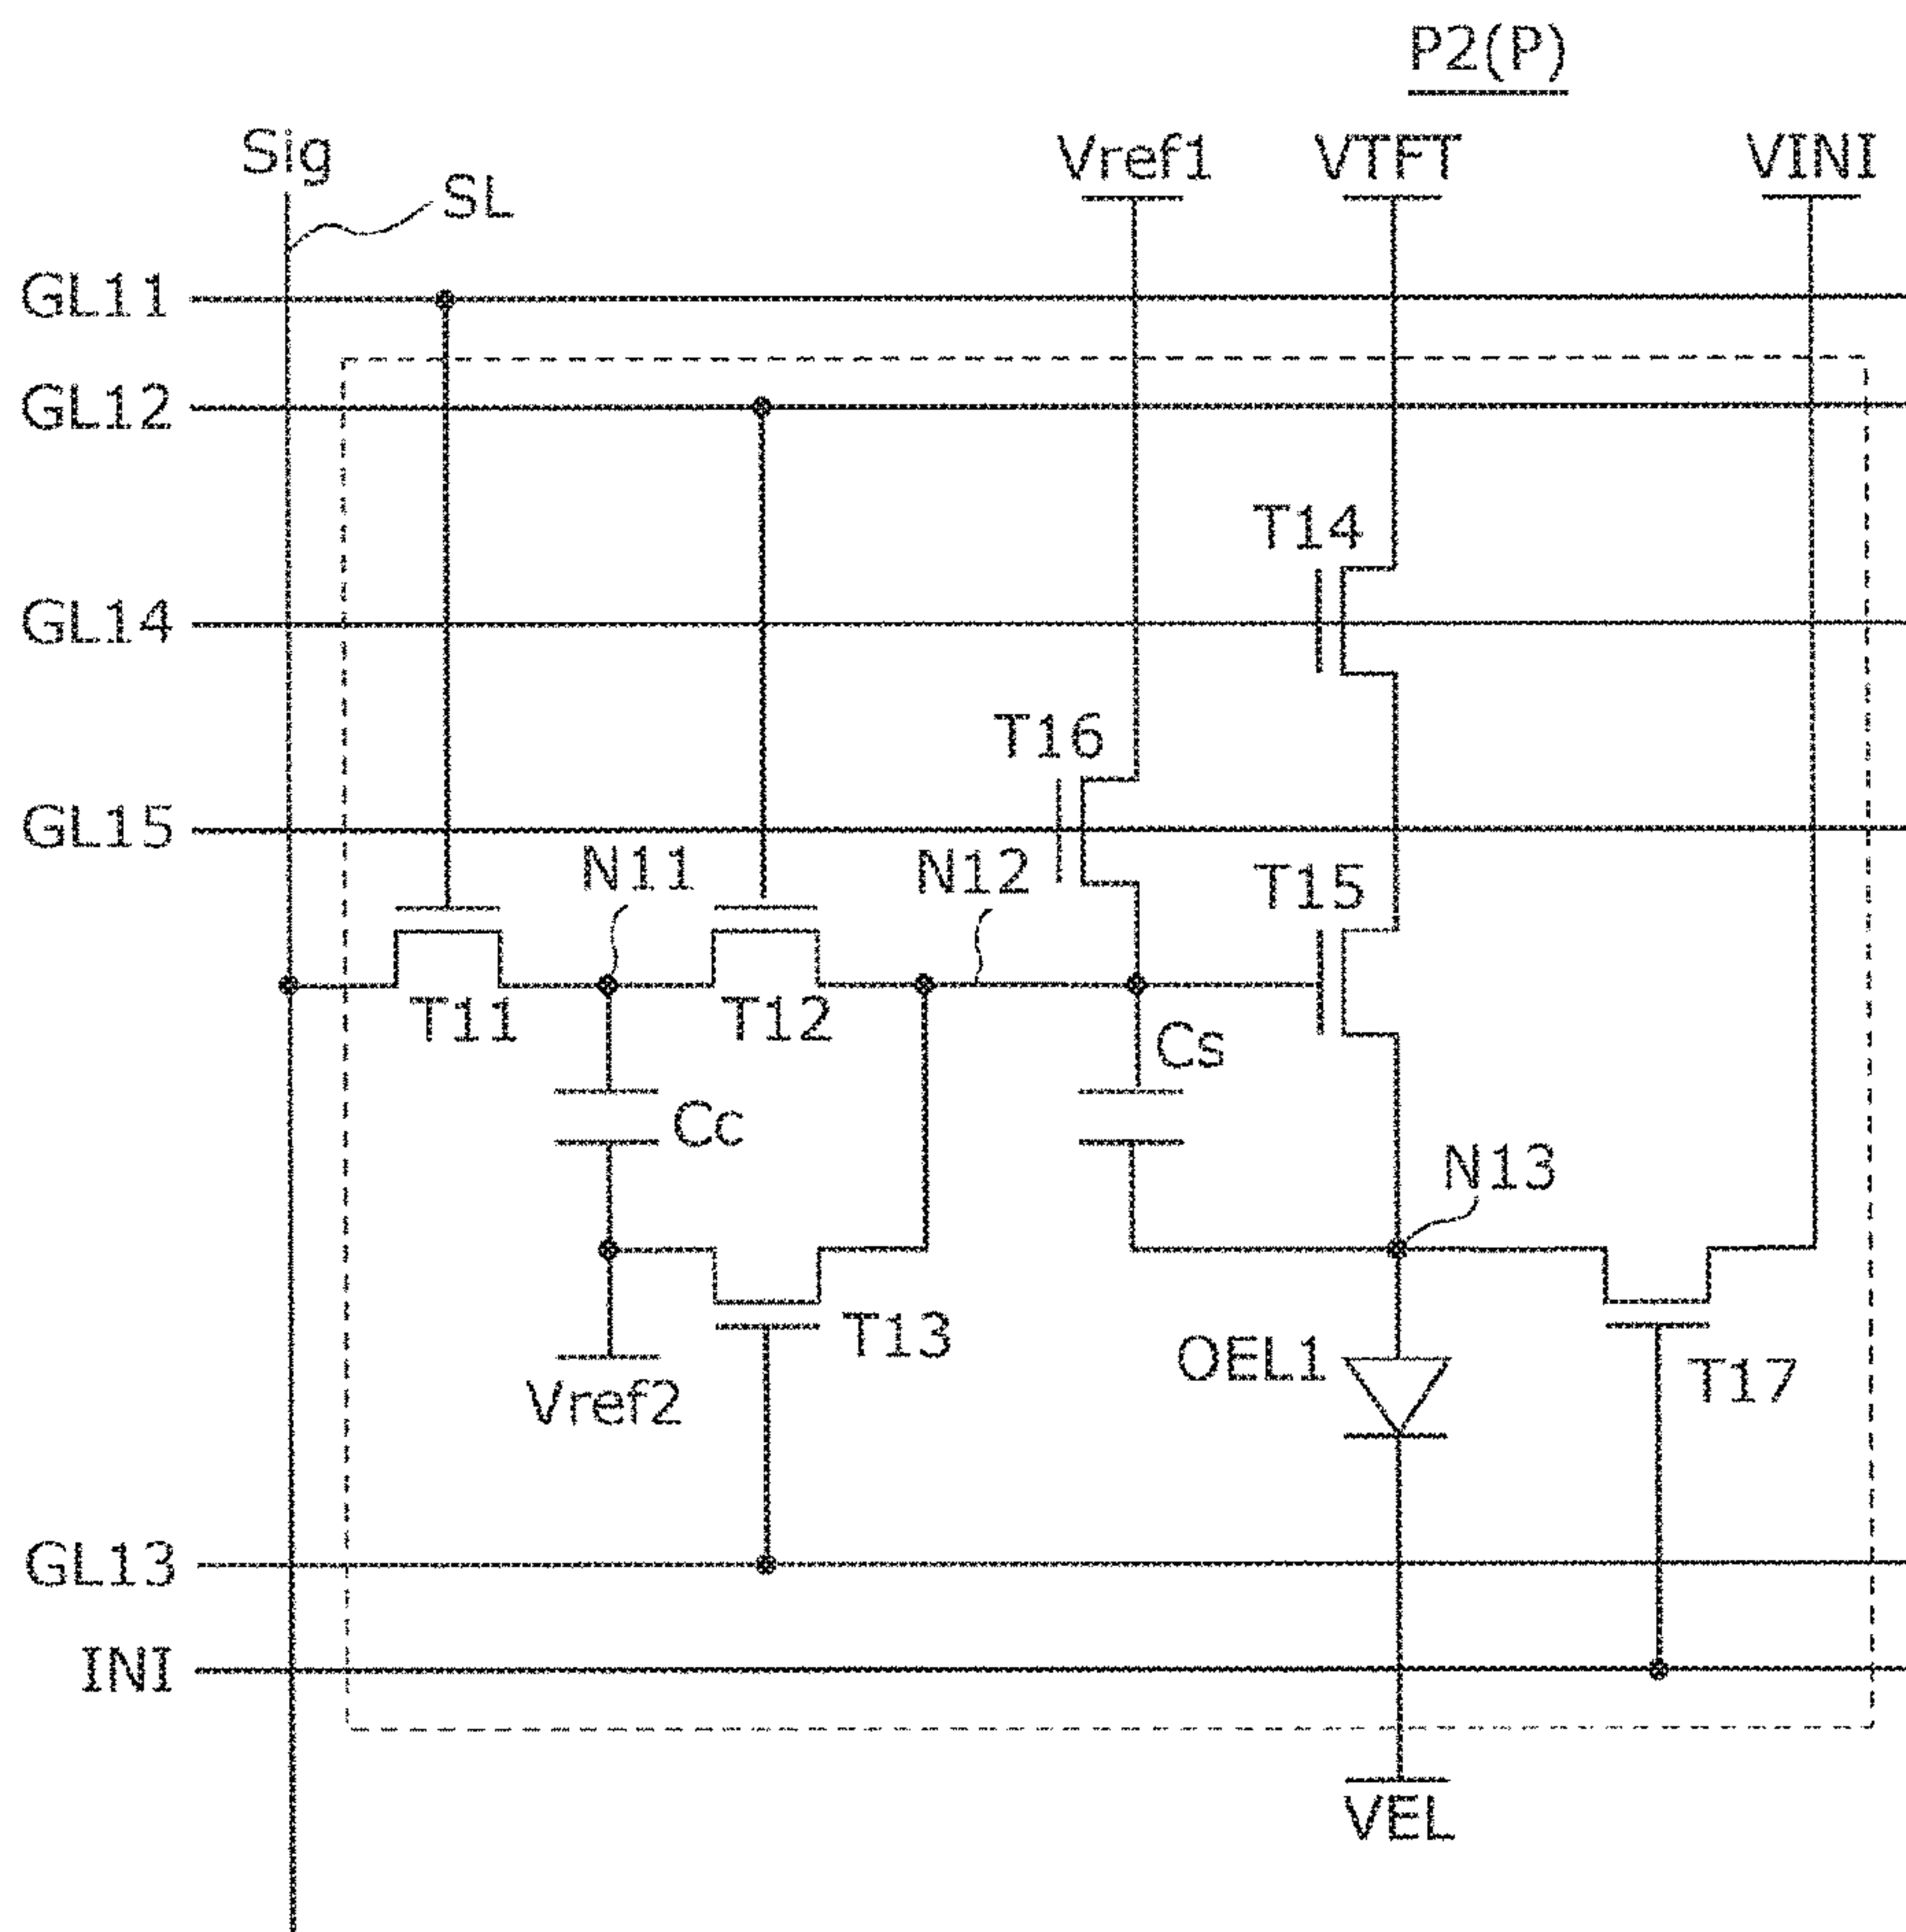 P2(P)
Sig
Vref1
VTFT
VINI
SL
GL11
GL12
T14
GL14
T16
GL15
N11
N12
T15
T11
T12
Cs
Cc
N13
T13
OEL1
T17
Vref2
GL13
INI
VEL